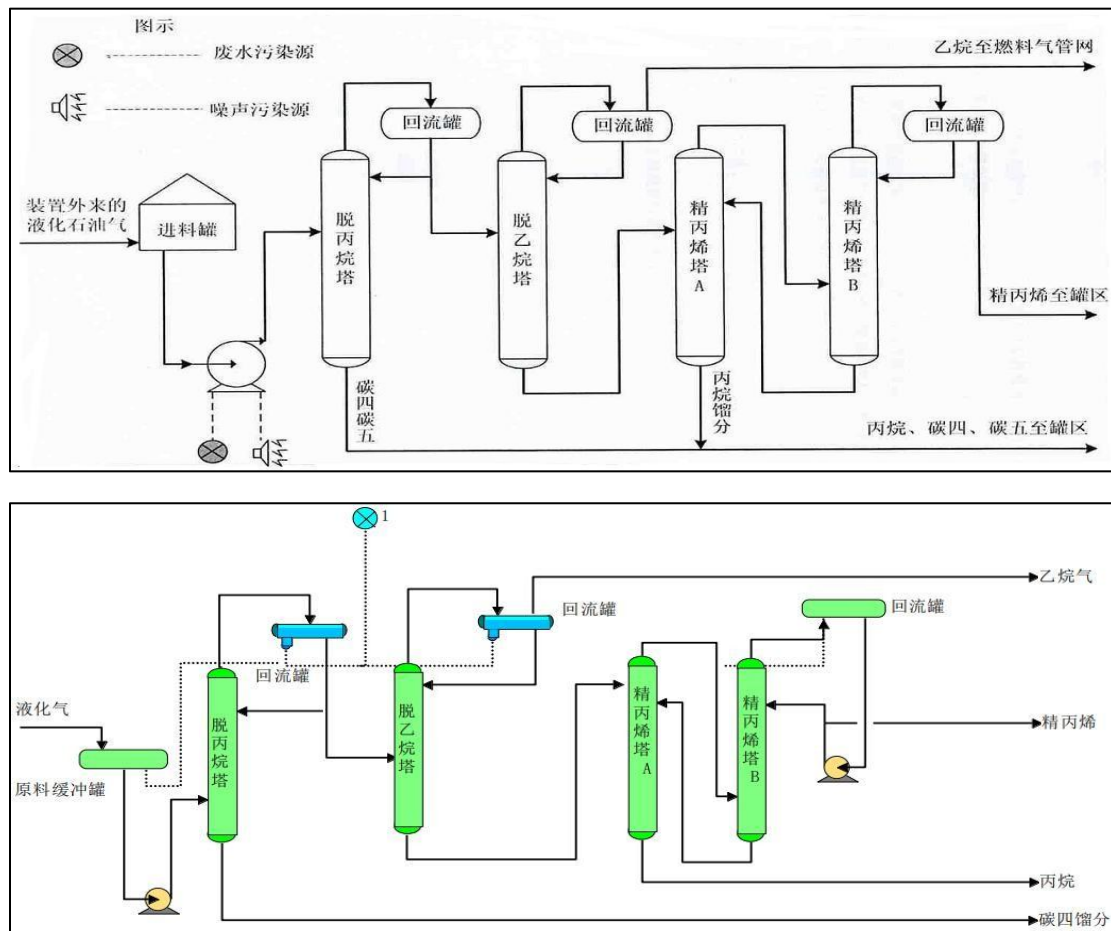 图示
废水污染源
噪声污染源
乙烷至燃料气管网
回流罐
回流罐
回流罐
装置外来的
液化石油气
进料罐
脱丙烷塔
脱乙烷塔
精丙烯塔A
精丙烯塔B
精丙烯至罐区
碳四碳五
丙烷馏分
丙烷、碳四、碳五至罐区
1
乙烷气
回流罐
回流罐
回流罐
液化气
原料缓冲罐
脱丙烷塔
脱乙烷塔
精丙烯塔A
精丙烯塔B
精丙烯
丙烷
碳四馏分